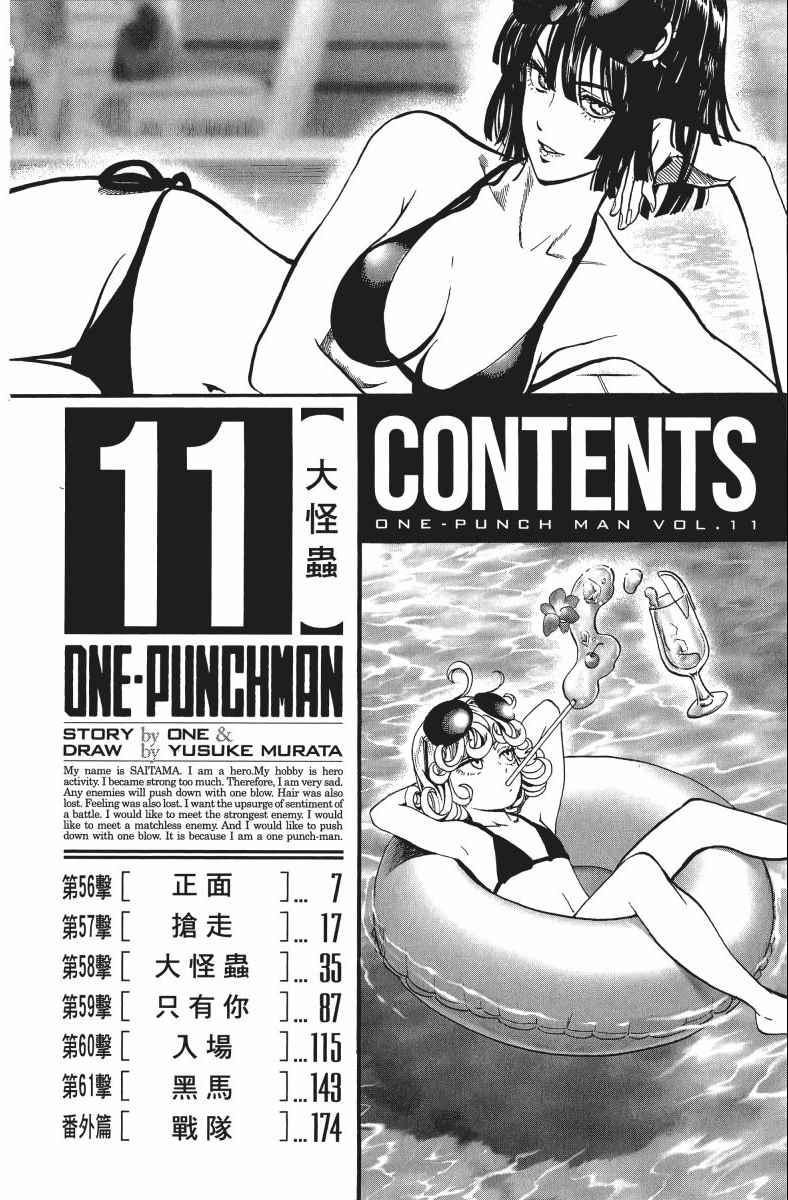 11
【大怪蟲】
CONTENTS
ONE-PUNCH MAN VOL.11
ONE-PUNCHMAN
STORY by ONE &
DRAW by YUSUKE MURATA
My name is SAITAMA. I am a hero.My hobby is hero
activity. I became strong too much. Therefore, I am very sad.
Any enemies will push down with one blow. Hair was also
lost. Feeling was also lost. I want the upsurge of sentiment of
a battle. I would like to meet the strongest enemy. I would
like to meet a matchless enemy. And I would like to push
down with one blow. It is because I am a one punch-man.
第56擊[正面]...7
第57擊[搶走]...17
第58擊[大怪蟲]...35
第59擊[只有你]...87
第60擊[入場]...115
第61擊[黑馬]...143
番外篇[戰隊]...174